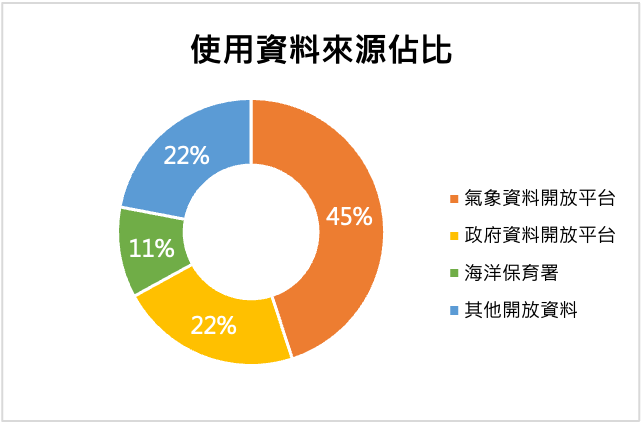 使用資料來源佔比
22%
45%
11%
22%
氣象資料開放平台
政府資料開放平台
海洋保育署
其他開放資料